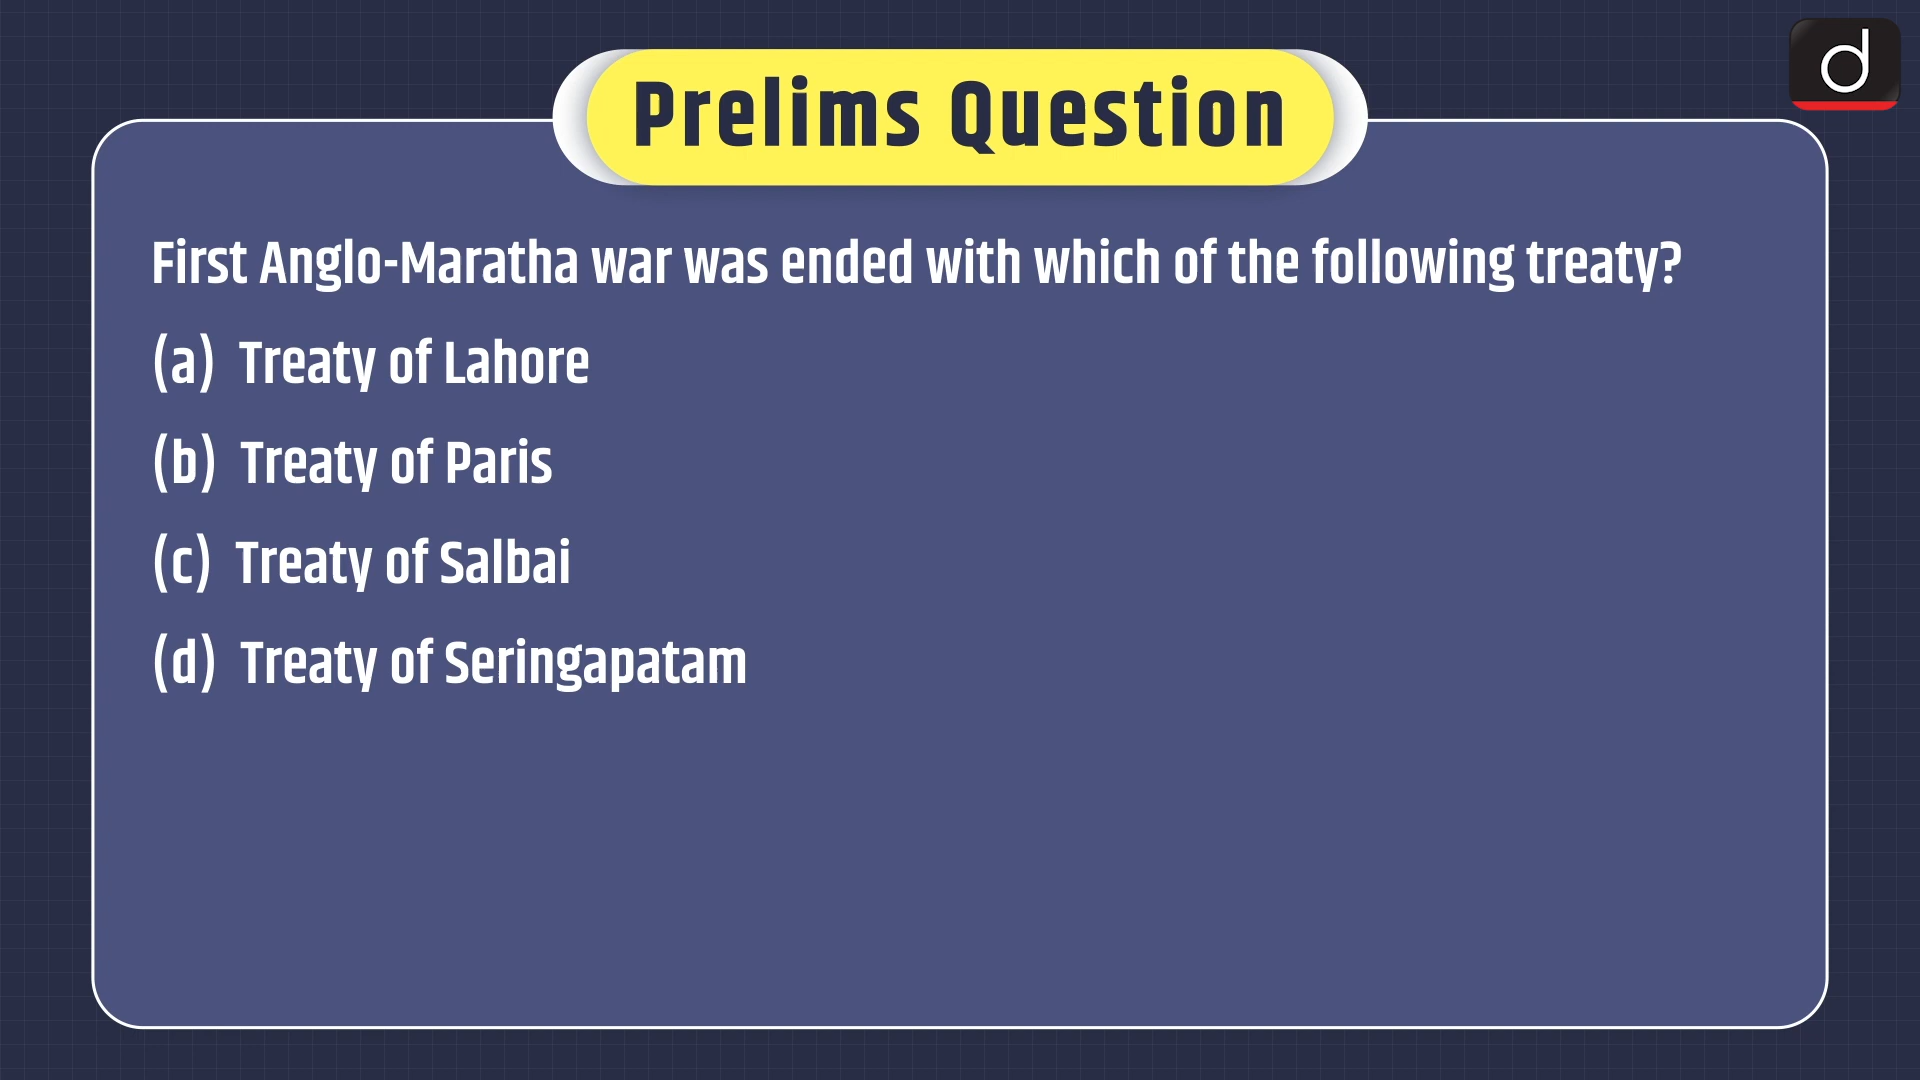 Prelims Question
First Anglo-Maratha war was ended with which of the following treaty?
(a) Treaty of Lahore
(b) Treaty of Paris
(c) Treaty of Salbai
(d) Treaty of Seringapatam
d